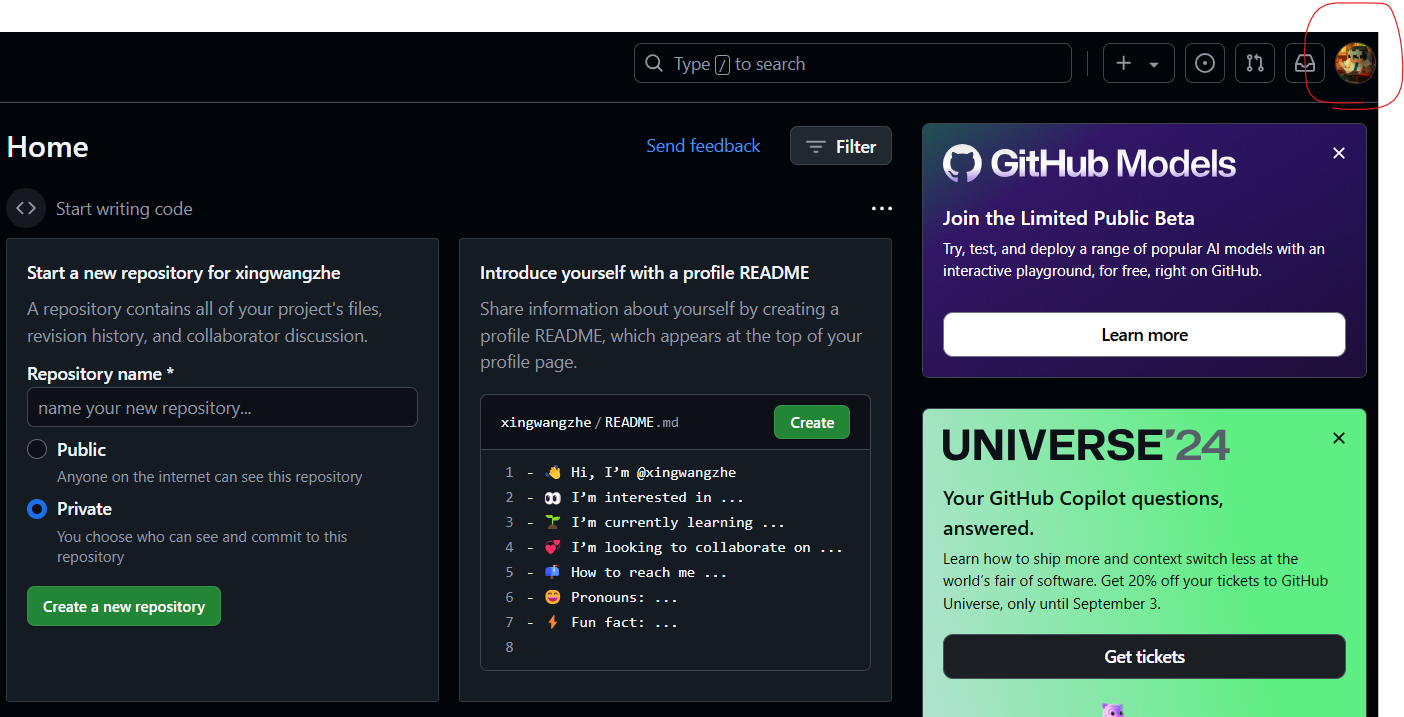 Type / to search
Home
Send feedback
Filter
Start writing code
Start a new repository for xingwangzhe
A repository contains all of your project's files,
revision history, and collaborator discussion.
Repository name *
name your new repository...
Public
Anyone on the internet can see this repository
Private
You choose who can see and commit to this
repository
Create a new repository
Introduce yourself with a profile README
Share information about yourself by creating a
profile README, which appears at the top of your
profile page.
xingwangzhe / README.md
Create
1 - 👋 Hi, I’m @xingwangzhe
2 - 👀 I’m interested in ...
3 - 🌱 I’m currently learning ...
4 - 💞️ I’m looking to collaborate on ...
5 - 📫 How to reach me ...
6 - 😄 Pronouns: ...
7 - ⚡ Fun fact: ...
8
GitHub Models
Join the Limited Public Beta
Try, test, and deploy a range of popular AI models with an
interactive playground, for free, right on GitHub.
Learn more
UNIVERSE'24
Your GitHub Copilot questions,
answered.
Learn how to ship more and context switch less at the
world's fair of software. Get 20% off your tickets to GitHub
Universe, only until September 3.
Get tickets